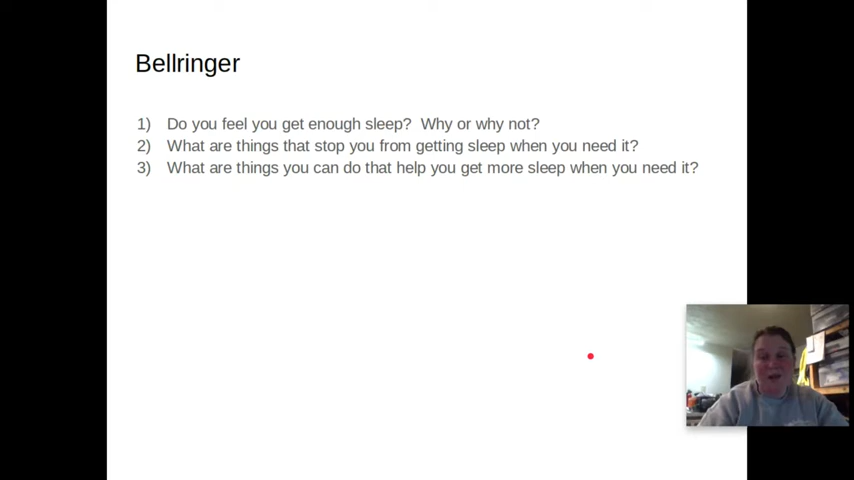 Bellringer
1) Do you feel you get enough sleep? Why or why not?
2) What are things that stop you from getting sleep when you need it?
3) What are things you can do that help you get more sleep when you need it?